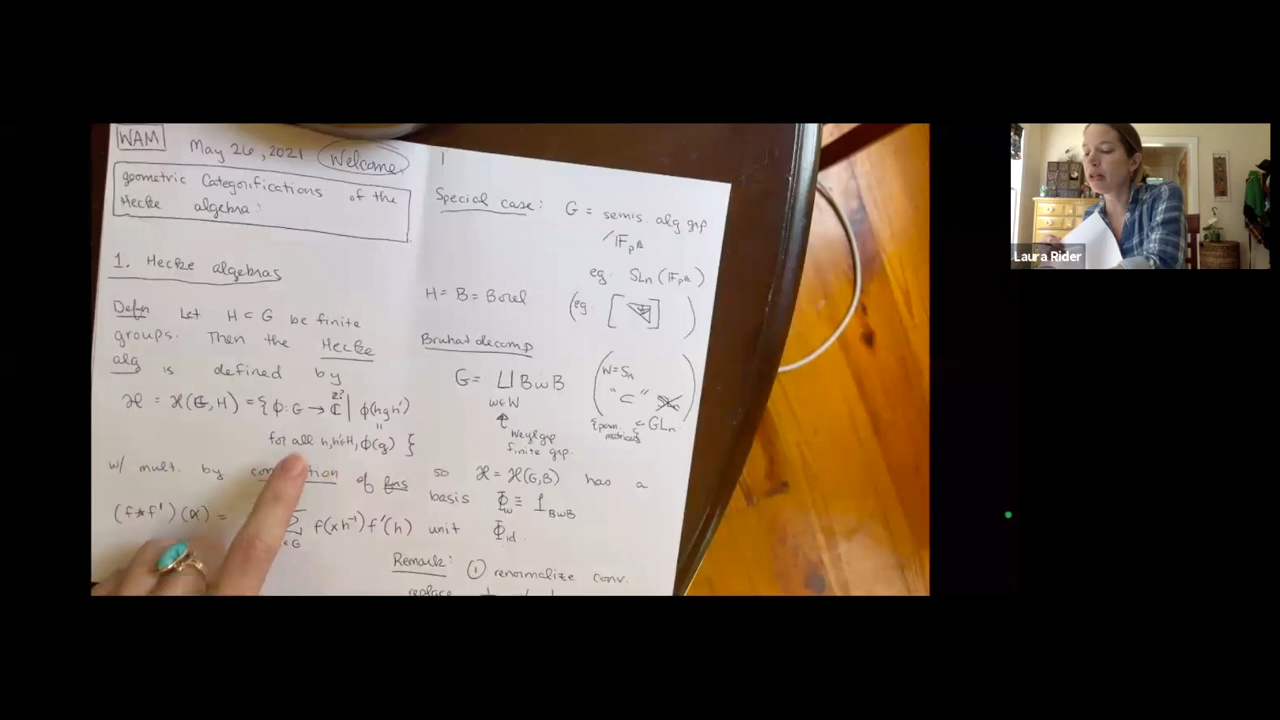 WAM May 26, 2021 Welcome
geometric Categorifications of the
Hecke algebra:
1. Hecke algebras
Defn Let H ⊂ G be finite
groups. Then the Hecke
alg is defined by
ℋ = ℋ(G, H) = { ϕ: G → ℂ | ϕ(hgh')
ℤ?
"
for all h, h' ∈ H, ϕ(g) }
w/ mult. by of fns
(f * f')(x) = ∑ f(xh⁻¹) f'(h)
∈G
1
Special case: G = semis. alg grp
/𝔽
eg. SLn (𝔽
H = B = Borel
(eg. [ ] )
Bruhat decomp
G = ⊔ BwB
w∈W
↑
Weyl grp
finite grp.
( W = Sn
"⊂"
{perm. matrices} ⊂ GLn )
so ℋ = ℋ(G, B) has a
basis Φw ≡ 1BwB
unit Φid.
Remark: ① renormalize conv.
replace
Laura Rider